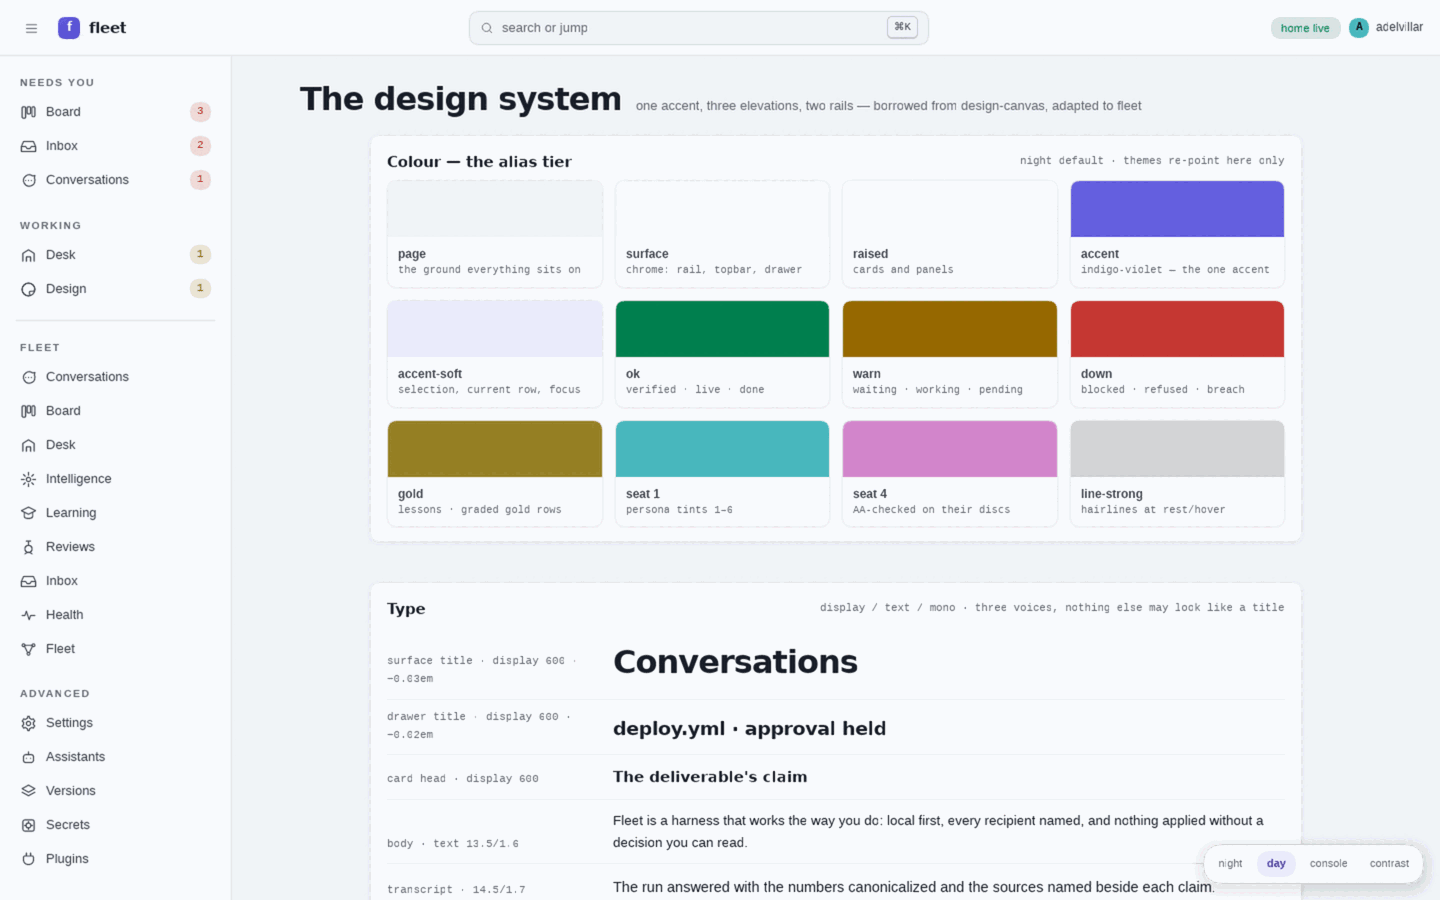 f fleet
search or jump ⌘K
home live A adelvillar
NEEDS YOU
Board 3
Inbox 2
Conversations 1
WORKING
Desk 1
Design 1
FLEET
Conversations
Board
Desk
Intelligence
Learning
Reviews
Inbox
Health
Fleet
ADVANCED
Settings
Assistants
Versions
Secrets
Plugins
The design system one accent, three elevations, two rails — borrowed from design-canvas, adapted to fleet
Colour — the alias tier night default · themes re-point here only
page
the ground everything sits on
surface
chrome: rail, topbar, drawer
raised
cards and panels
accent
indigo-violet — the one accent
accent-soft
selection, current row, focus
ok
verified · live · done
warn
waiting · working · pending
down
blocked · refused · breach
gold
lessons · graded gold rows
seat 1
persona tints 1–6
seat 4
AA-checked on their discs
line-strong
hairlines at rest/hover
Type display / text / mono · three voices, nothing else may look like a title
surface title · display 600 ·
−0.03em
Conversations
drawer title · display 600 ·
−0.02em
deploy.yml · approval held
card head · display 600
The deliverable's claim
body · text 13.5/1.6
Fleet is a harness that works the way you do: local first, every recipient named, and nothing applied without a
decision you can read.
transcript · 14.5/1.7
The run answered with the numbers canonicalized and the sources named beside each claim.
night day console contrast